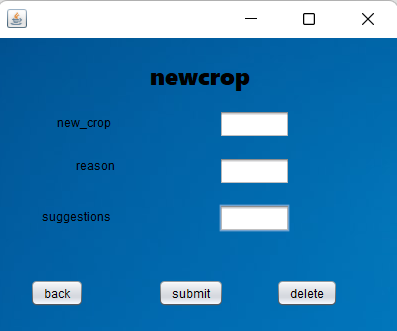 newcrop
new_crop
reason
suggestions
back submit delete